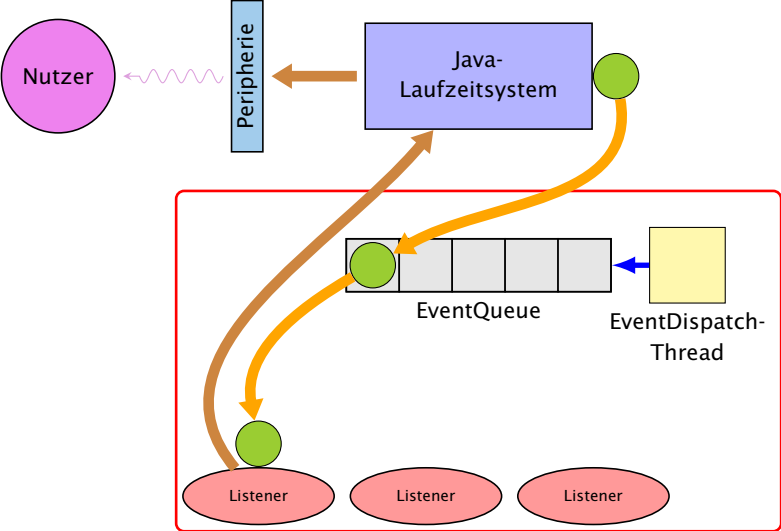 Nutzer
Peripherie
Java-
Laufzeitsystem
EventQueue
EventDispatch-
Thread
Listener
Listener
Listener